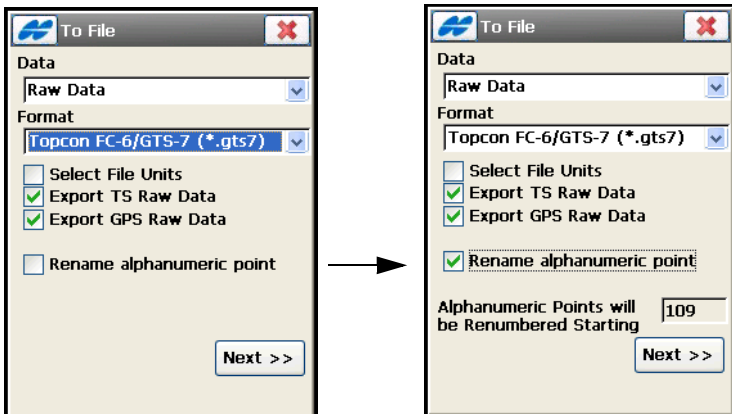 To File
Data
Raw Data
Format
Topcon FC-6/GTS-7 (*.gts7)
Select File Units
Export TS Raw Data
Export GPS Raw Data
Rename alphanumeric point
Next >>
To File
Data
Raw Data
Format
Topcon FC-6/GTS-7 (*.gts7)
Select File Units
Export TS Raw Data
Export GPS Raw Data
Rename alphanumeric point
Alphanumeric Points will
be Renumbered Starting
109
Next >>